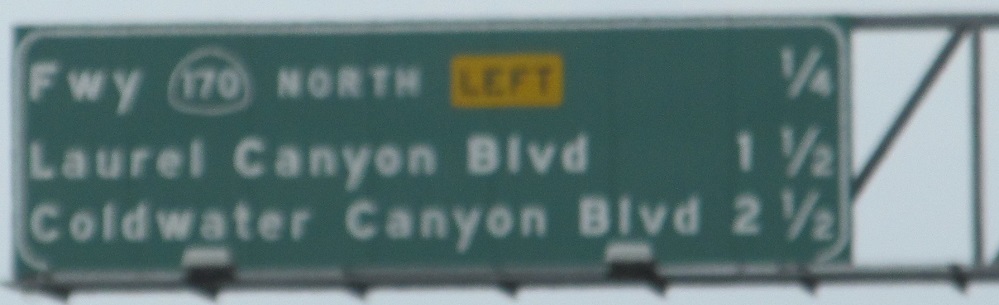 Fwy 170 NORTH LEFT 1/4
Laurel Canyon Blvd 1 1/2
Coldwater Canyon Blvd 2 1/2